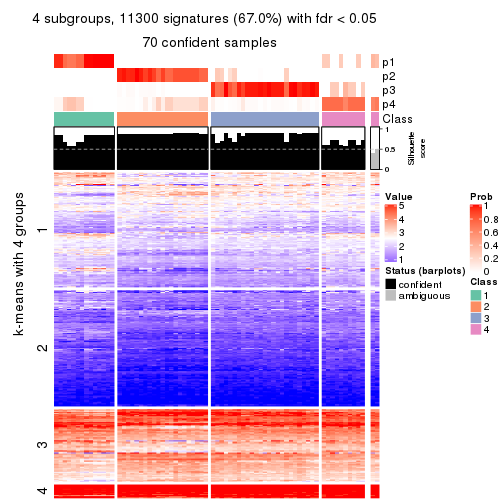 4 subgroups, 11300 signatures (67.0%) with fdr < 0.05
70 confident samples
p1
p2
p3
p4
Class
1
0.5
0
Silhouette
score
k-means with 4 groups
1
2
3
4
Value
5
4
3
2
1
Status (barplots)
confident
ambiguous
Prob
1
0.8
0.6
0.4
0.2
0
Class
1
2
3
4